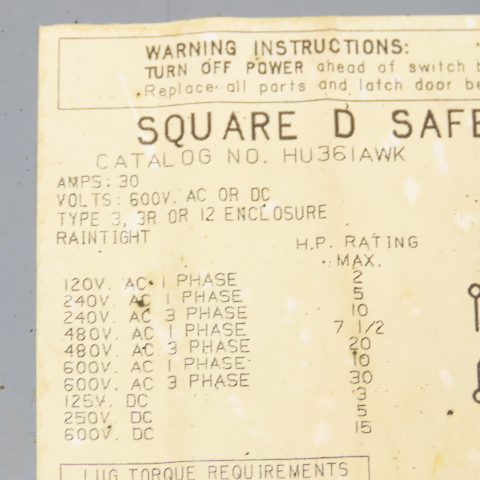 WARNING INSTRUCTIONS:
TURN OFF POWER ahead of switch
Replace all parts and latch door
SQUARE D SAFE
CATALOG NO. HU361AWK
AMPS: 30
VOLTS: 600V. AC OR DC
TYPE 3, 3R OR 12 ENCLOSURE
RAINTIGHT
H.P. RATING
MAX.
120V. AC 1 PHASE 2
240V. AC 1 PHASE 5
240V. AC 3 PHASE 10
480V. AC 1 PHASE 7 1/2
480V. AC 3 PHASE 20
600V. AC 1 PHASE 10
600V. AC 3 PHASE 30
125V. DC 3
250V. DC 5
600V. DC 15
LUG TORQUE REQUIREMENTS